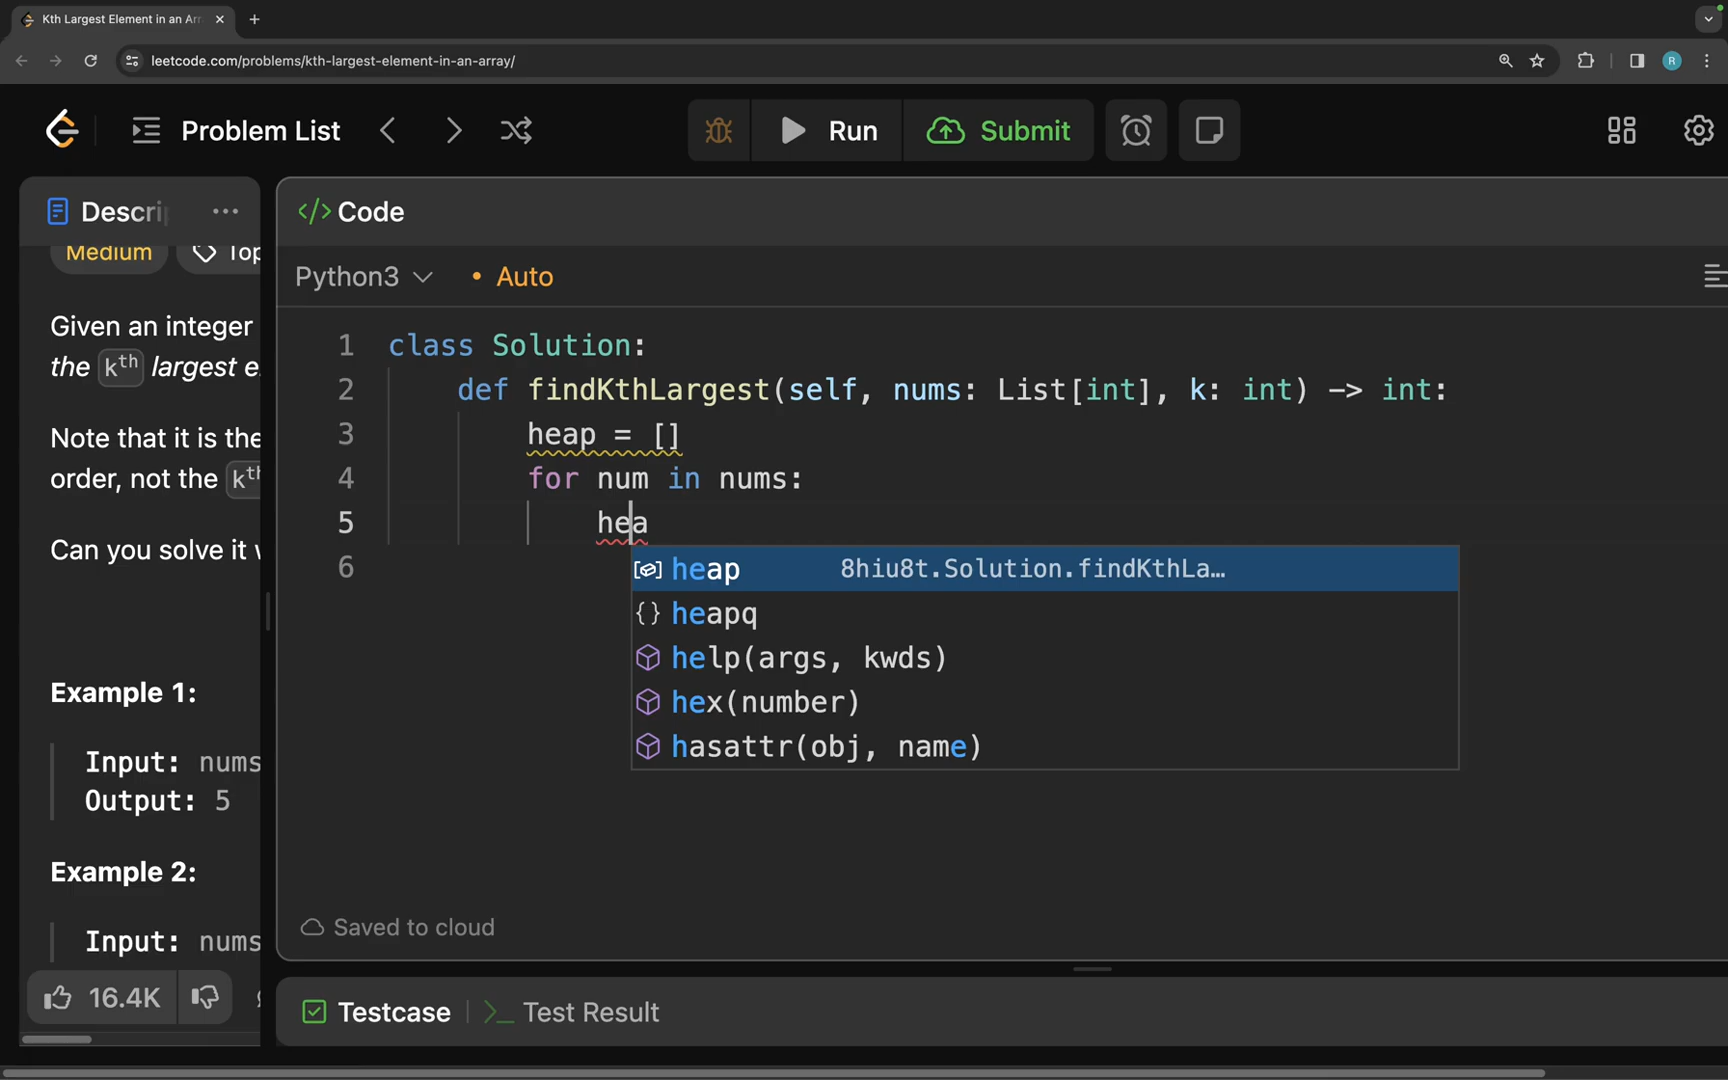 Kth Largest Element in an Arr
leetcode.com/problems/kth-largest-element-in-an-array/
R
Problem List
Run
Submit
Descri
Medium
Top
Given an integer
the kth largest e
Note that it is the
order, not the kth
Can you solve it w
Example 1:
Input: nums
Output: 5
Example 2:
Input: nums
16.4K
</> Code
Python3
• Auto
1 class Solution:
2 def findKthLargest(self, nums: List[int], k: int) -> int:
3 heap = []
4 for num in nums:
5 hea
6
heap 8hiu8t.Solution.findKthLa…
{} heapq
help(args, kwds)
hex(number)
hasattr(obj, name)
Saved to cloud
Testcase
>_ Test Result